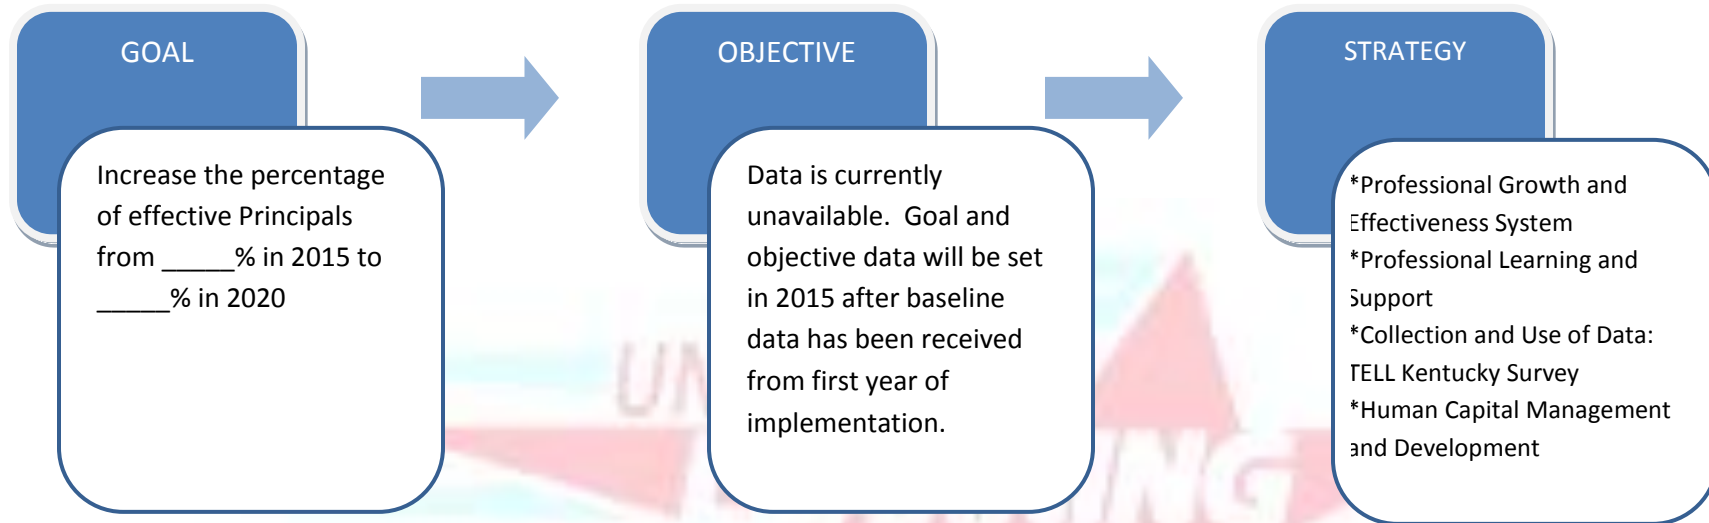 GOAL
Increase the percentage
of effective Principals
from _____% in 2015 to
_____% in 2020
OBJECTIVE
Data is currently
unavailable.  Goal and
objective data will be set
in 2015 after baseline
data has been received
from first year of
implementation.
STRATEGY
*Professional Growth and
Effectiveness System
*Professional Learning and
Support
*Collection and Use of Data:
TELL Kentucky Survey
*Human Capital Management
and Development
UN
NG